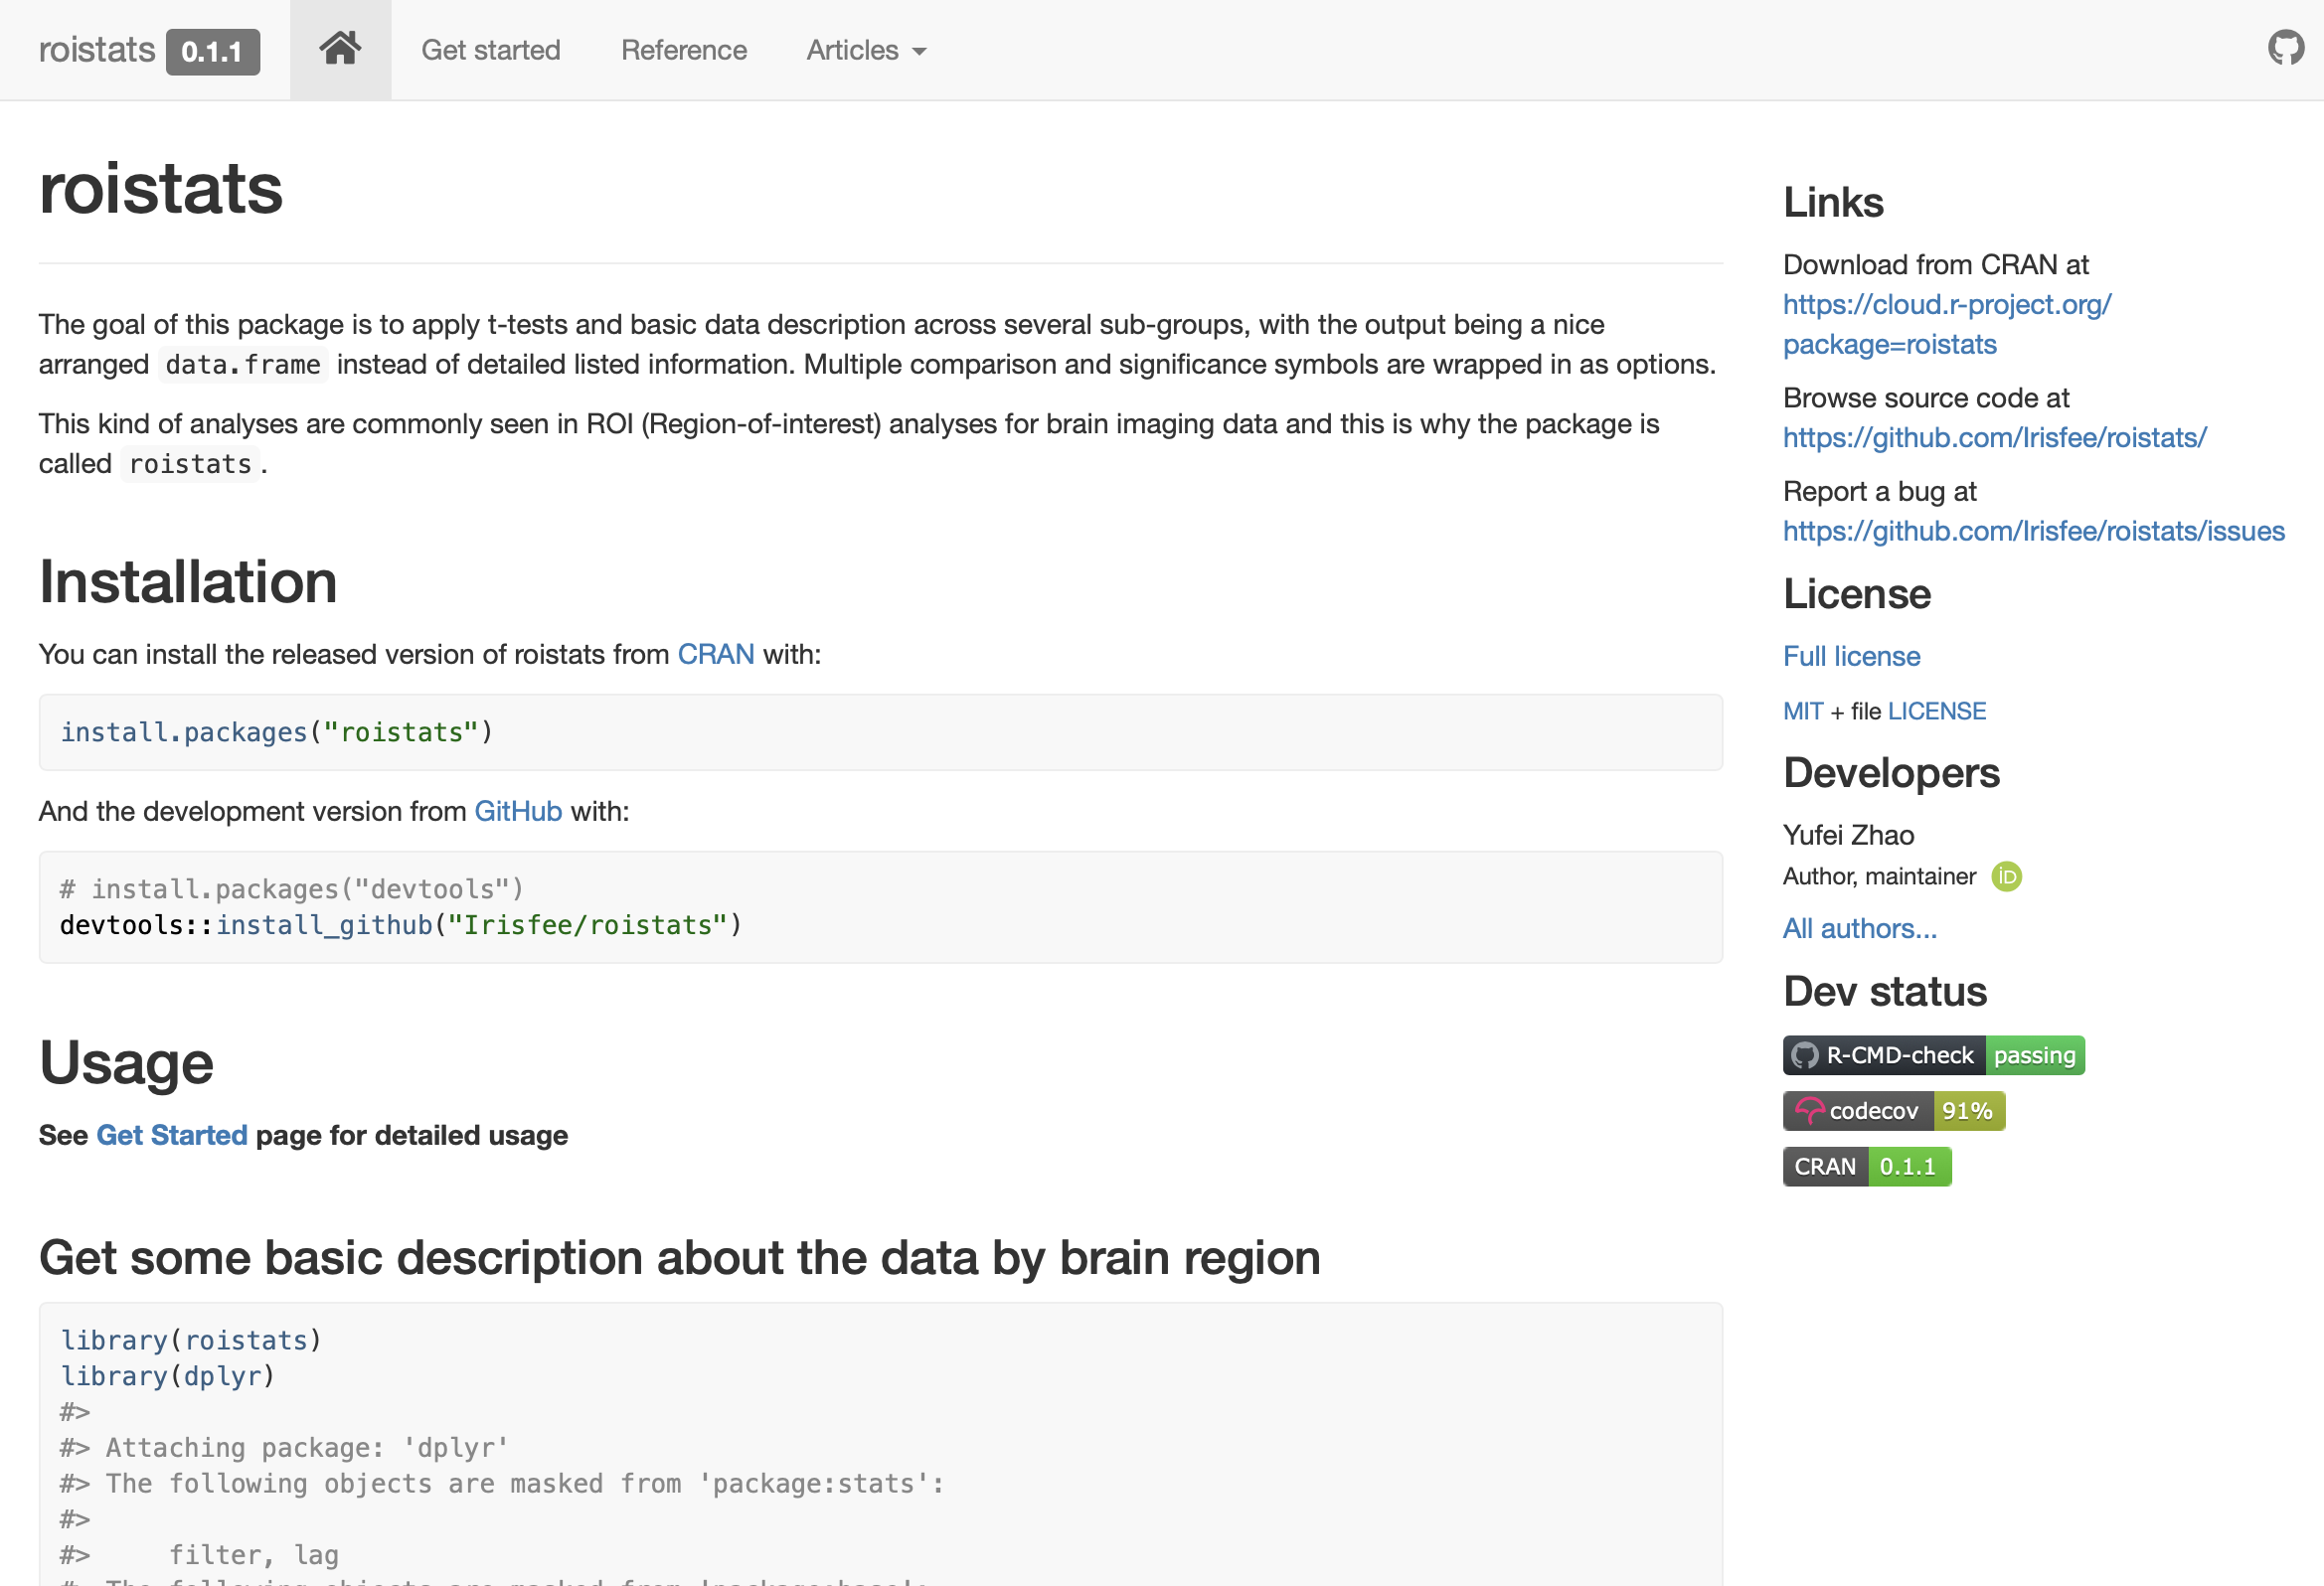 roistats 0.1.1 Get started Reference Articles
roistats
The goal of this package is to apply t-tests and basic data description across several sub-groups, with the output being a nice
arranged data.frame instead of detailed listed information. Multiple comparison and significance symbols are wrapped in as options.
This kind of analyses are commonly seen in ROI (Region-of-interest) analyses for brain imaging data and this is why the package is
called roistats.
Installation
You can install the released version of roistats from CRAN with:
install.packages("roistats")
And the development version from GitHub with:
# install.packages("devtools")
devtools::install_github("Irisfee/roistats")
Usage
See Get Started page for detailed usage
Get some basic description about the data by brain region
library(roistats)
library(dplyr)
#>
#> Attaching package: 'dplyr'
#> The following objects are masked from 'package:stats':
#>
#>     filter, lag
#> The following objects are masked from 'package:base':
Links
Download from CRAN at
https://cloud.r-project.org/
package=roistats
Browse source code at
https://github.com/Irisfee/roistats/
Report a bug at
https://github.com/Irisfee/roistats/issues
License
Full license
MIT + file LICENSE
Developers
Yufei Zhao
Author, maintainer iD
All authors...
Dev status
R-CMD-check passing
codecov 91%
CRAN 0.1.1